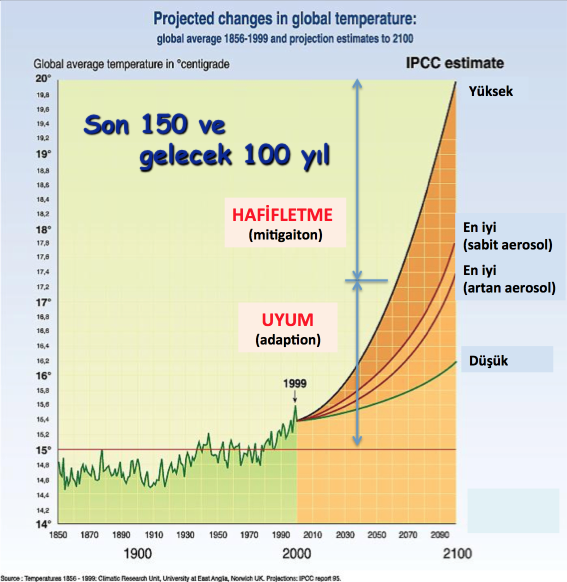 Projected changes in global temperature:
global average 1856-1999 and projection estimates to 2100
Global average temperature in °centigrade
IPCC estimate
20°
19,8
19,6
19,4
19,2
19°
18,8
18,6
18,4
18,2
18°
17,8
17,6
17,4
17,2
17°
16,8
16,6
16,4
16,2
16°
15,8
15,6
15,4
15,2
15°
14,8
14,6
14,4
14,2
14°
Son 150 ve
gelecek 100 yıl
HAFİFLETME
(mitigaiton)
UYUM
(adaption)
1999
Yüksek
En iyi
(sabit aerosol)
En iyi
(artan aerosol)
Düşük
1850 1870 1890 1910 1930 1950 1970 1990 2010 2030 2050 2070 2090
1900 2000 2100
Source : Temperatures 1856 - 1999: Climatic Research Unit, University at East Anglia, Norwich UK. Projections: IPCC report 95.